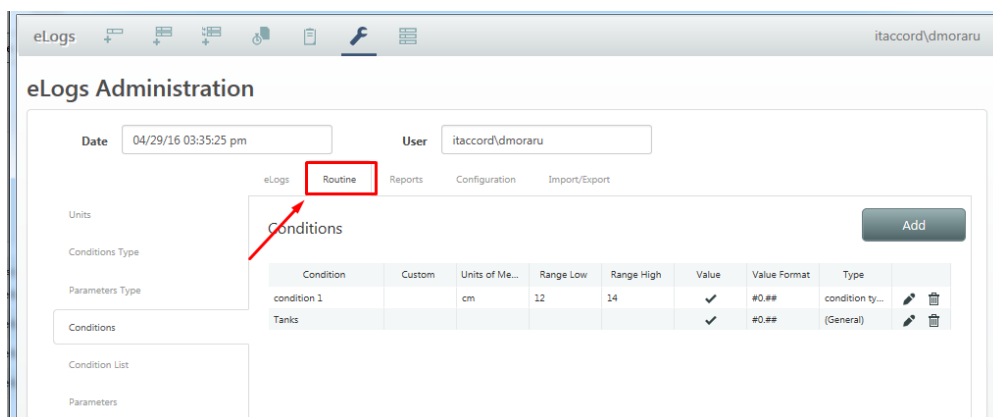 eLogs itaccord\dmoraru
eLogs Administration
Date 04/29/16 03:35:25 pm User itaccord\dmoraru
eLogs Routine Reports Configuration Import/Export
Units
Conditions Type
Parameters Type
Conditions
Condition List
Parameters
Conditions Add
Condition Custom Units of Me... Range Low Range High Value Value Format Type
condition 1 cm 12 14 #0.## condition ty...
Tanks #0.## (General)